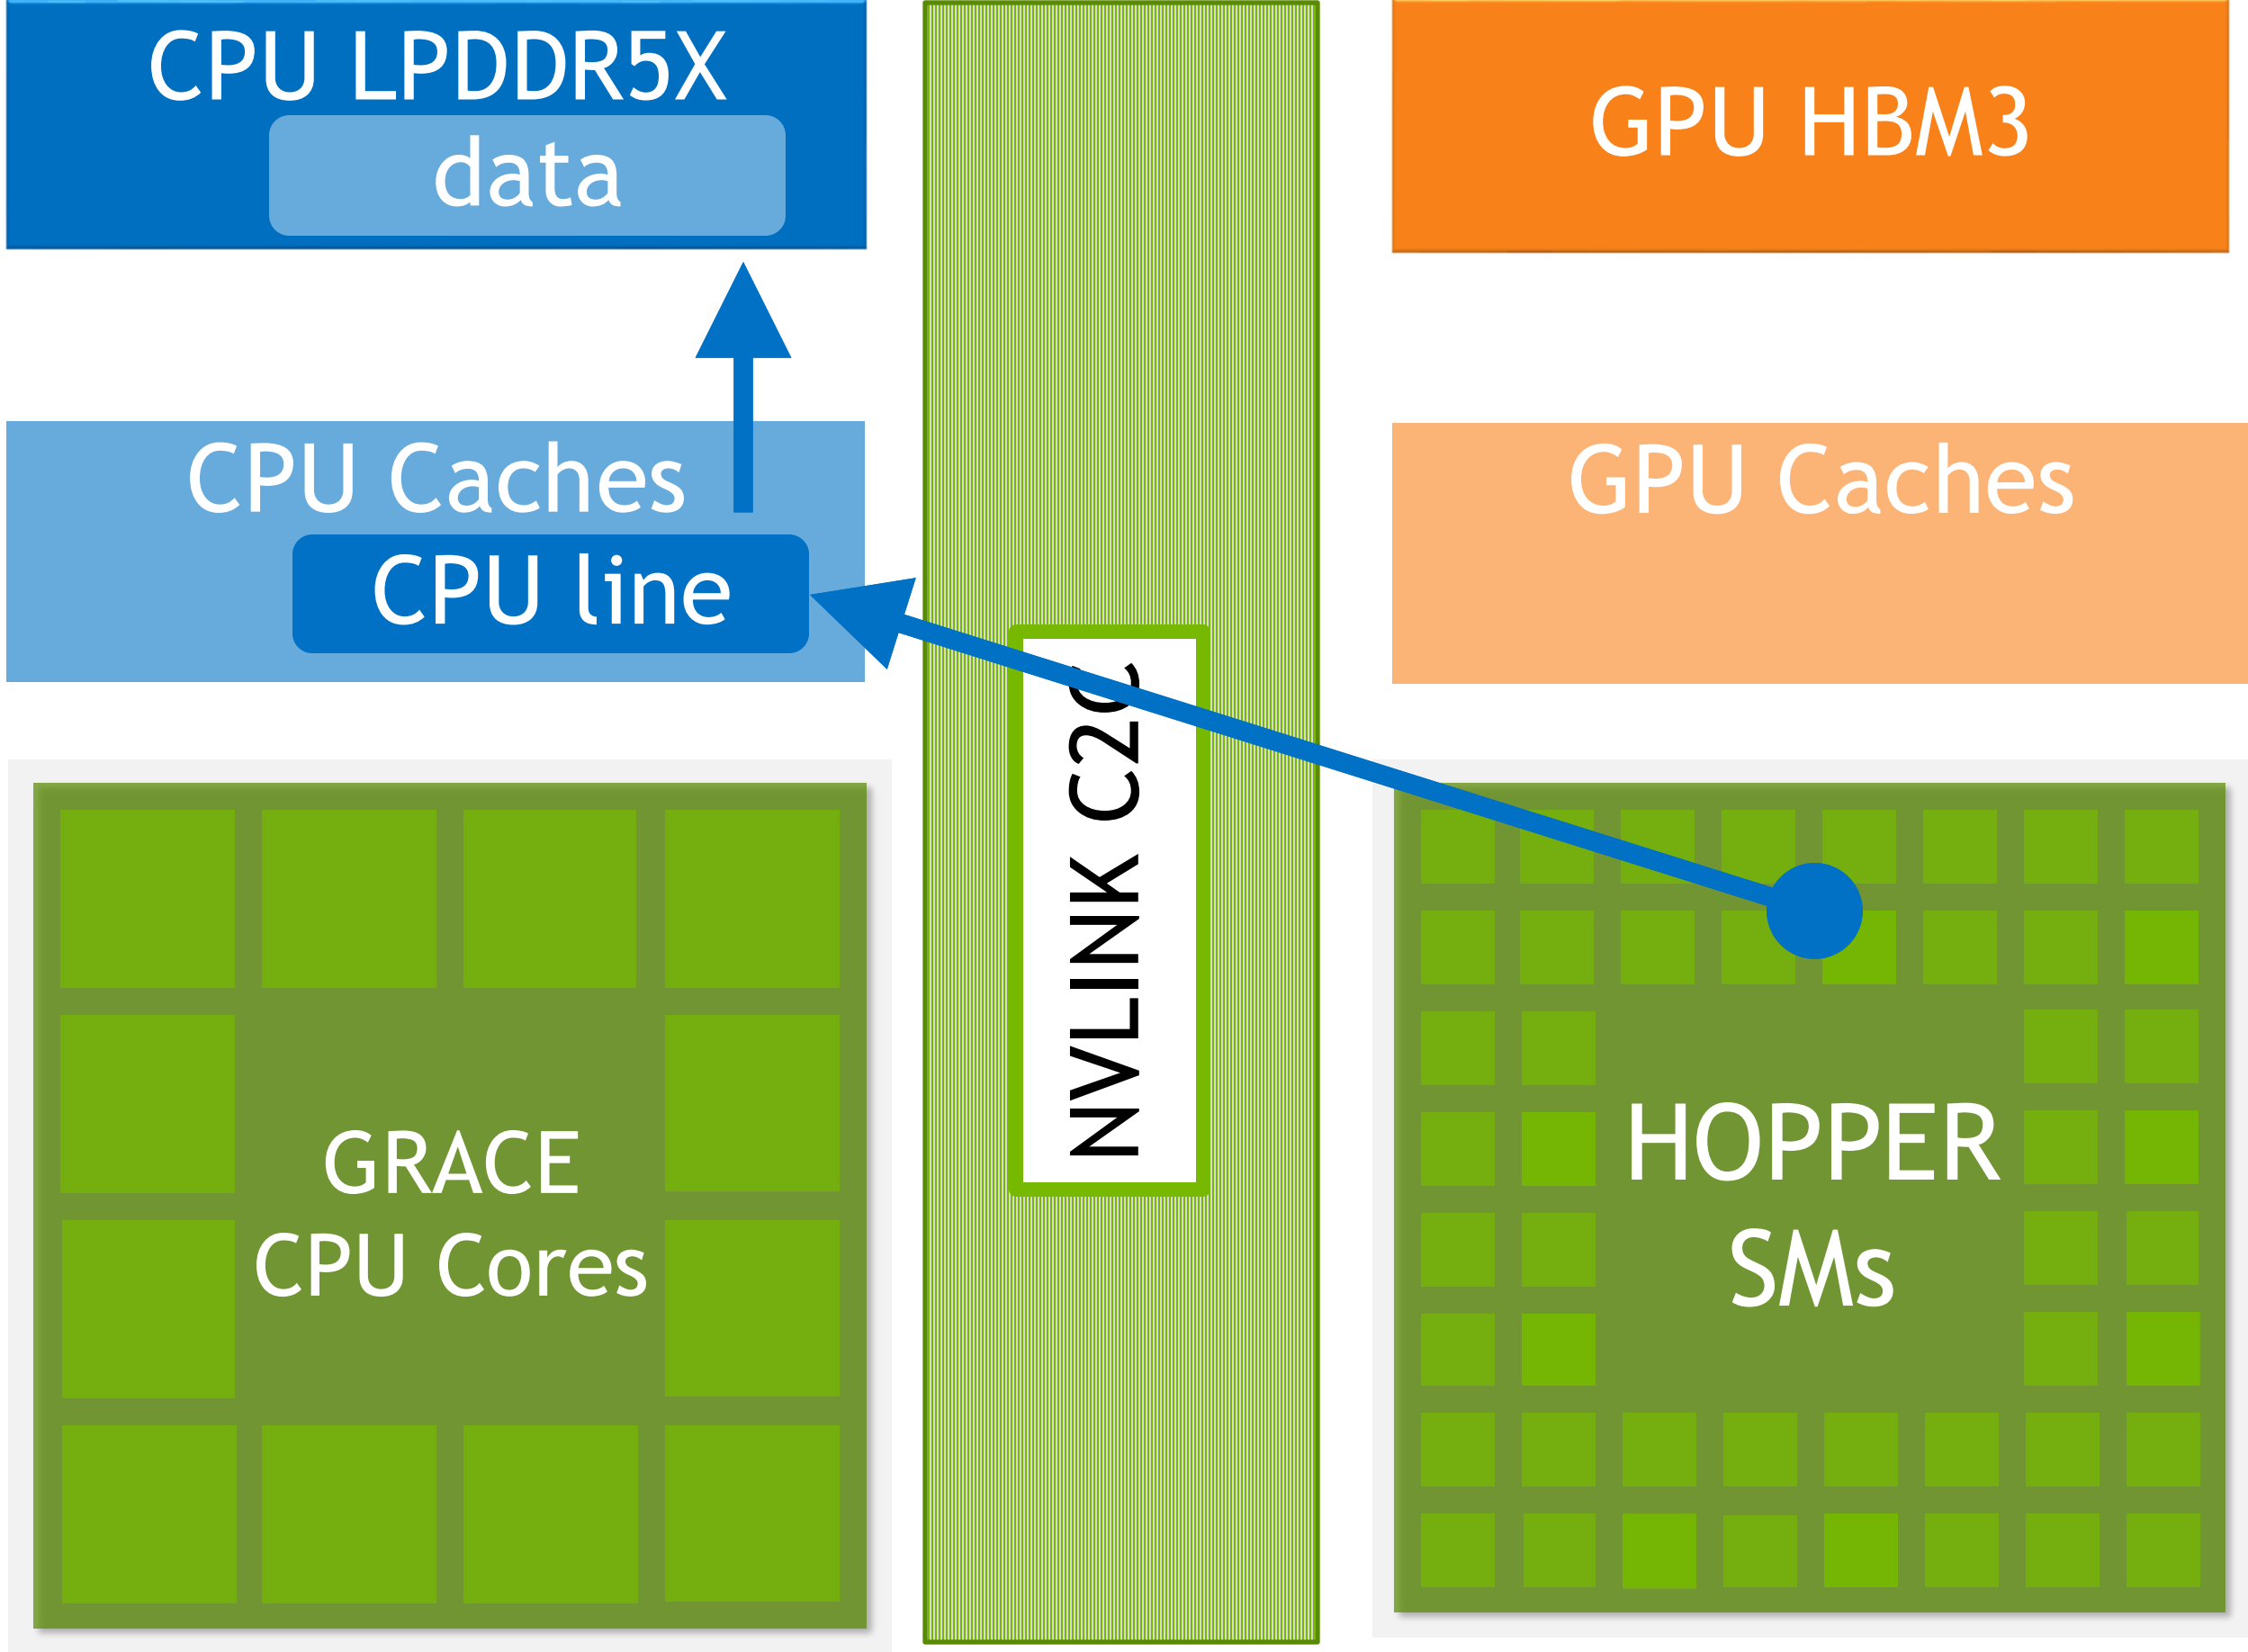 CPU LPDDR5X
data
GPU HBM3
CPU Caches
CPU line
GPU Caches
NVLINK C2C
GRACE
CPU Cores
HOPPER
SMs